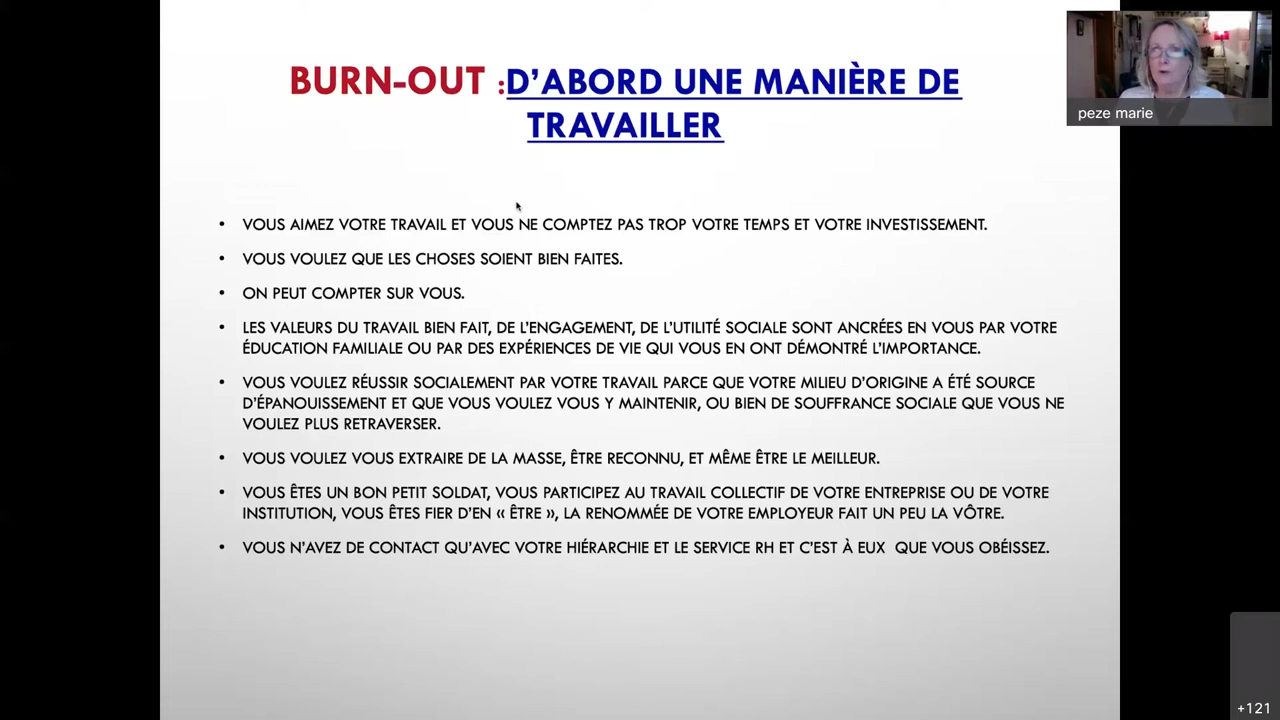 BURN-OUT :D’ABORD UNE MANIÈRE DE
TRAVAILLER
peze marie
• VOUS AIMEZ VOTRE TRAVAIL ET VOUS NE COMPTEZ PAS TROP VOTRE TEMPS ET VOTRE INVESTISSEMENT.
• VOUS VOULEZ QUE LES CHOSES SOIENT BIEN FAITES.
• ON PEUT COMPTER SUR VOUS.
• LES VALEURS DU TRAVAIL BIEN FAIT, DE L’ENGAGEMENT, DE L’UTILITÉ SOCIALE SONT ANCRÉES EN VOUS PAR VOTRE
ÉDUCATION FAMILIALE OU PAR DES EXPÉRIENCES DE VIE QUI VOUS EN ONT DÉMONTRÉ L’IMPORTANCE.
• VOUS VOULEZ RÉUSSIR SOCIALEMENT PAR VOTRE TRAVAIL PARCE QUE VOTRE MILIEU D’ORIGINE A ÉTÉ SOURCE
D’ÉPANOUISSEMENT ET QUE VOUS VOULEZ VOUS Y MAINTENIR, OU BIEN DE SOUFFRANCE SOCIALE QUE VOUS NE
VOULEZ PLUS RETRAVERSER.
• VOUS VOULEZ VOUS EXTRAIRE DE LA MASSE, ÊTRE RECONNU, ET MÊME ÊTRE LE MEILLEUR.
• VOUS ÊTES UN BON PETIT SOLDAT, VOUS PARTICIPEZ AU TRAVAIL COLLECTIF DE VOTRE ENTREPRISE OU DE VOTRE
INSTITUTION, VOUS ÊTES FIER D’EN « ÊTRE », LA RENOMMÉE DE VOTRE EMPLOYEUR FAIT UN PEU LA VÔTRE.
• VOUS N’AVEZ DE CONTACT QU’AVEC VOTRE HIÉRARCHIE ET LE SERVICE RH ET C’EST À EUX QUE VOUS OBÉISSEZ.
+121